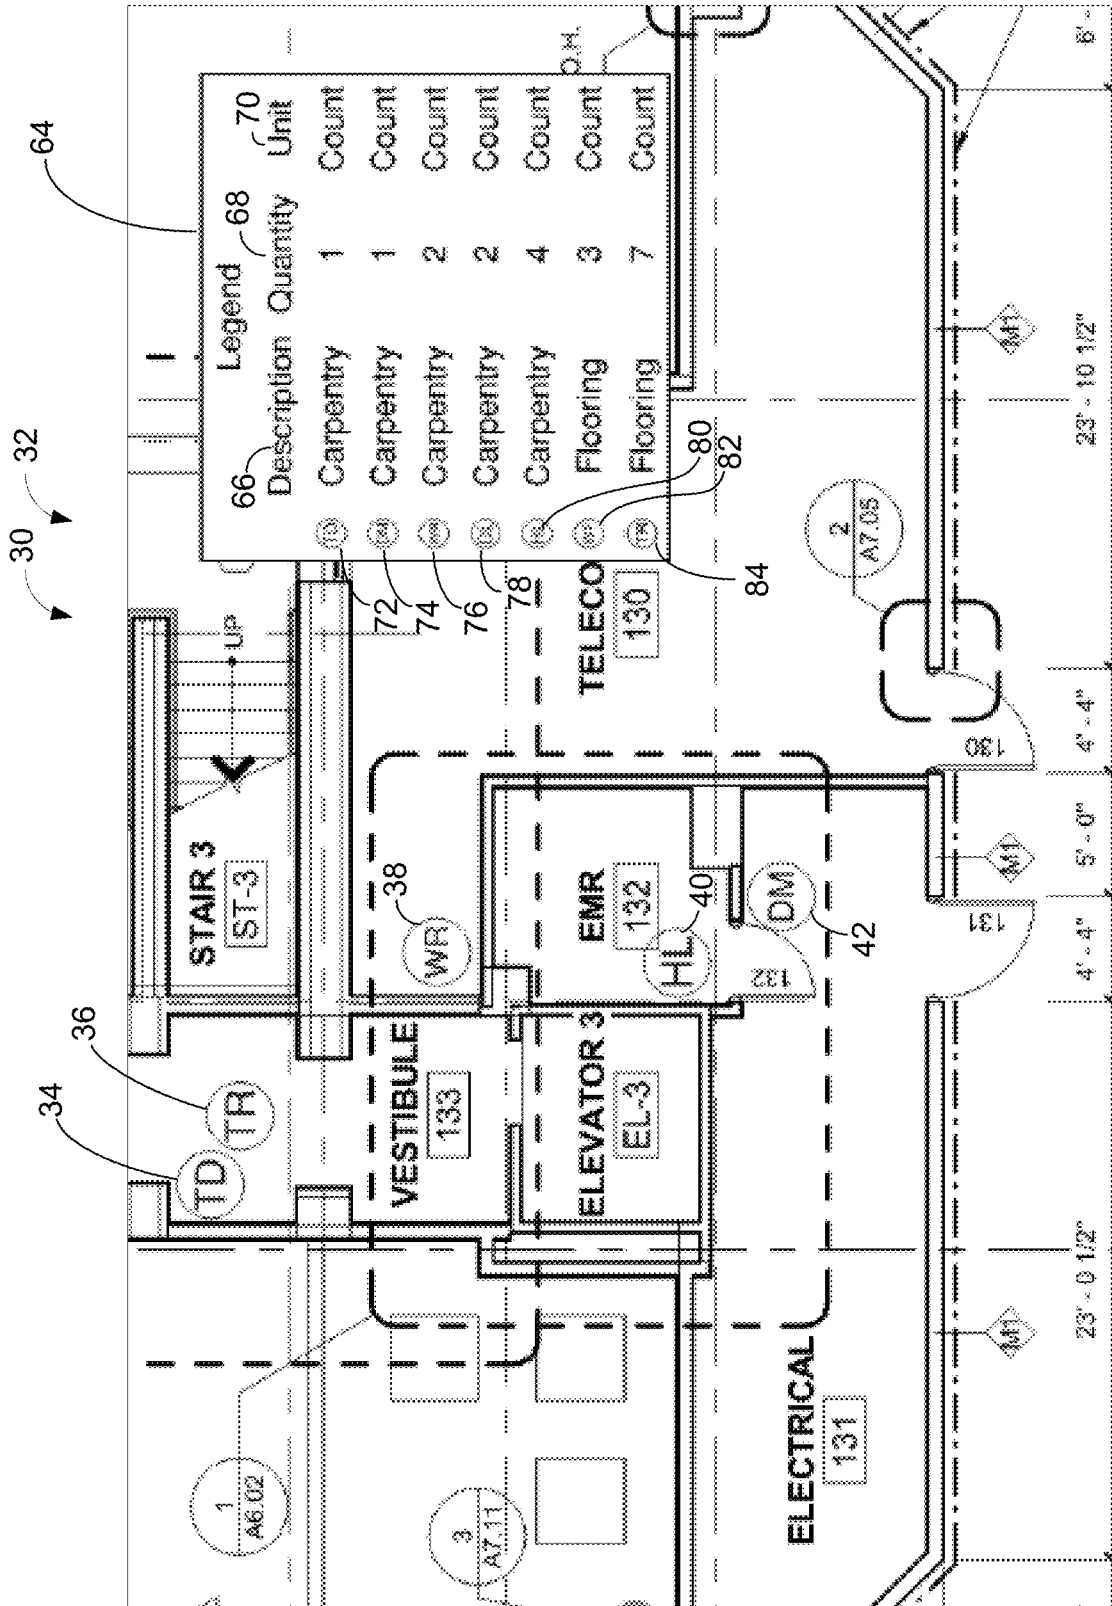 30
32
64
Legend
66 Description
68 Quantity
70 Unit
Carpentry 1 Count
Carpentry 1 Count
Carpentry 2 Count
Carpentry 2 Count
Carpentry 4 Count
Flooring 3 Count
Flooring 7 Count
72
74
76
78
80
82
84
O.H.
UP
STAIR 3
ST-3
34
TD
36
TR
38
WR
VESTIBULE
133
ELEVATOR 3
EL-3
EMR
132
HL
40
132
DM
42
TELECO
130
1
A6.02
3
A7.11
2
A7.05
ELECTRICAL
131
131
130
M1
M1
M1
23' - 0 1/2"
4' - 4"
5' - 0"
4' - 4"
23' - 10 1/2"
6' -